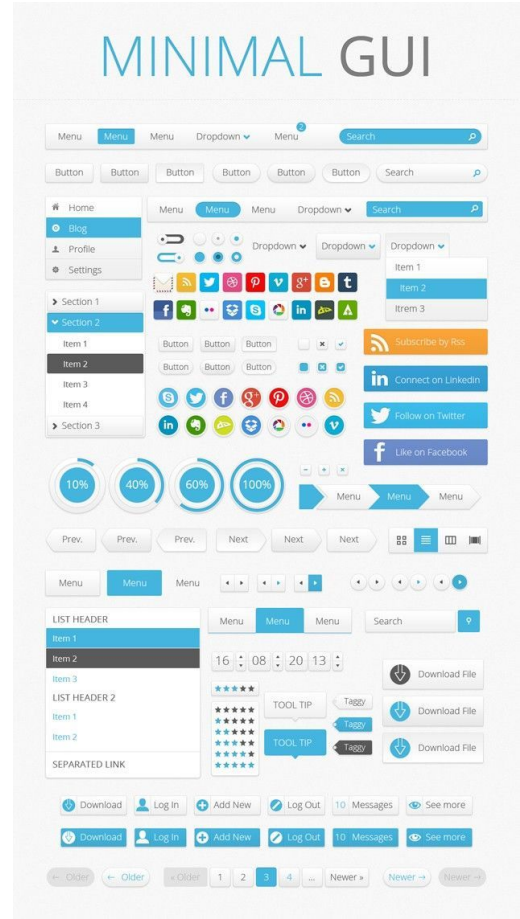 MINIMAL GUI
Menu Menu Menu Dropdown Menu 2 Search
Button Button Button Button Button Button Search
Home
Blog
Profile
Settings
Menu Menu Menu Dropdown Search
Dropdown Dropdown Dropdown
Item 1
Item 2
Itrem 3
Section 1
Section 2
Item 1
Item 2
Item 3
Item 4
Section 3
Button Button Button
Button Button Button
Subscribe by Rss
Connect on Linkedin
Follow on Twitter
Like on Facebook
10% 40% 60% 100%
Menu Menu Menu
Prev. Prev. Prev. Next Next Next
Menu Menu Menu
LIST HEADER
Item 1
Item 2
Item 3
LIST HEADER 2
Item 1
Item 2
SEPARATED LINK
Menu Menu Menu
Search
16 : 08 : 20 13 :
TOOL TIP
TOOL TIP
Taggy
Taggy
Taggy
Download File
Download File
Download File
Download Log In Add New Log Out 10 Messages See more
Download Log In Add New Log Out 10 Messages See more
← Older ← Older « Older 1 2 3 4 ... Newer » Newer → Newer →